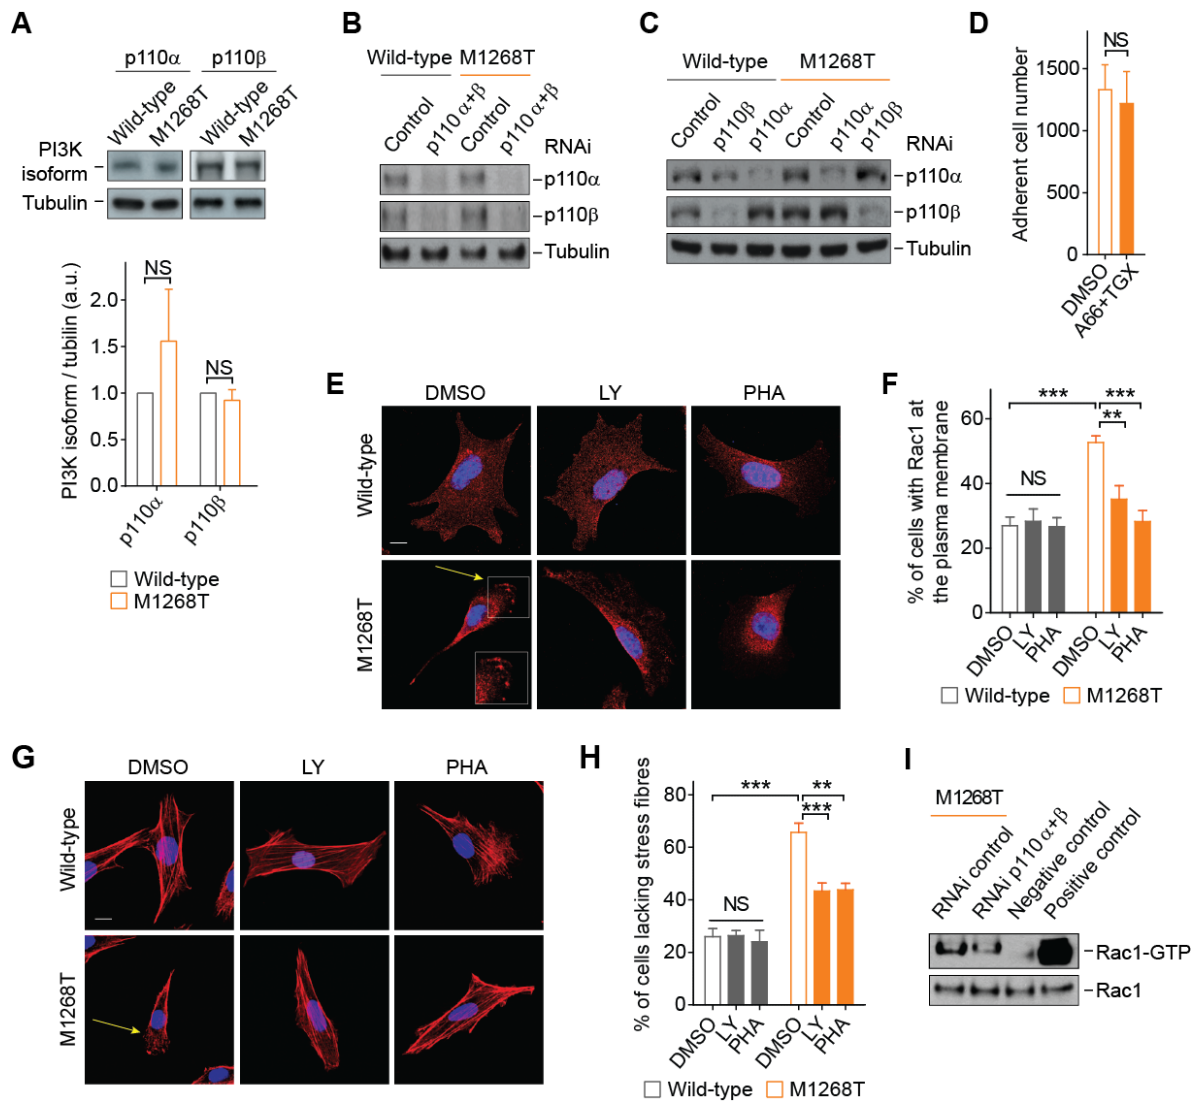 A
p110α
p110β
Wild-type
M1268T
Wild-type
M1268T
PI3K
isoform
Tubulin
PI3K isoform / tubilin (a.u.)
NS
NS
2.0
1.5
1.0
0.5
0.0
p110α
p110β
Wild-type
M1268T
B
Wild-type
M1268T
Control
p110 α+β
Control
p110 α+β
RNAi
p110α
p110β
Tubulin
C
Wild-type
M1268T
Control
p110β
p110α
Control
p110α
p110β
RNAi
p110α
p110β
Tubulin
D
NS
Adherent cell number
1500
1000
500
0
DMSO
A66+TGX
E
DMSO
LY
PHA
Wild-type
M1268T
F
% of cells with Rac1 at
the plasma membrane
***
***
**
NS
60
40
20
0
DMSO
LY
PHA
DMSO
LY
PHA
Wild-type
M1268T
G
DMSO
LY
PHA
Wild-type
M1268T
H
% of cells lacking stress fibres
***
**
***
NS
80
60
40
20
0
DMSO
LY
PHA
DMSO
LY
PHA
Wild-type
M1268T
I
M1268T
RNAi control
RNAi p110 α+β
Negative control
Positive control
Rac1-GTP
Rac1